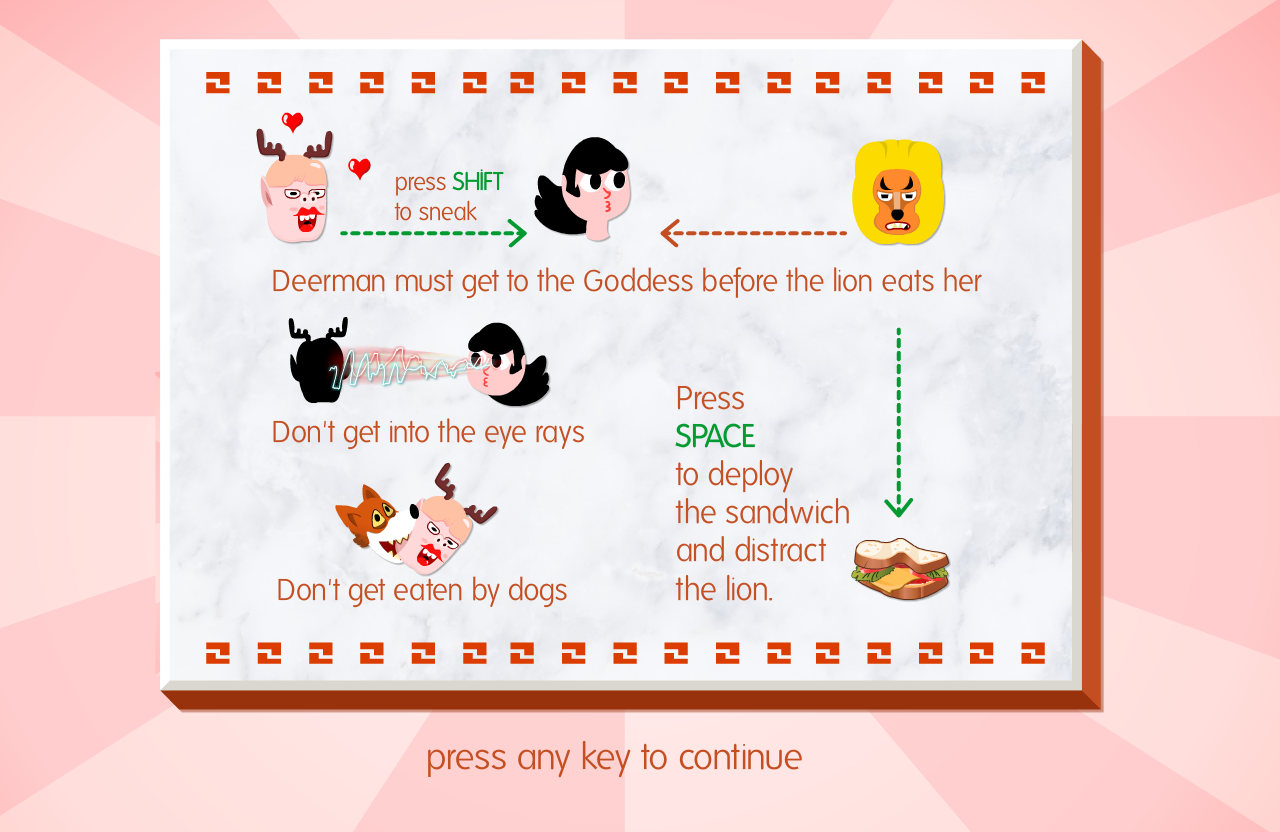 press SHIFT
to sneak
Deerman must get to the Goddess before the lion eats her
Don't get into the eye rays
Don't get eaten by dogs
Press
SPACE
to deploy
the sandwich
and distract
the lion.
press any key to continue